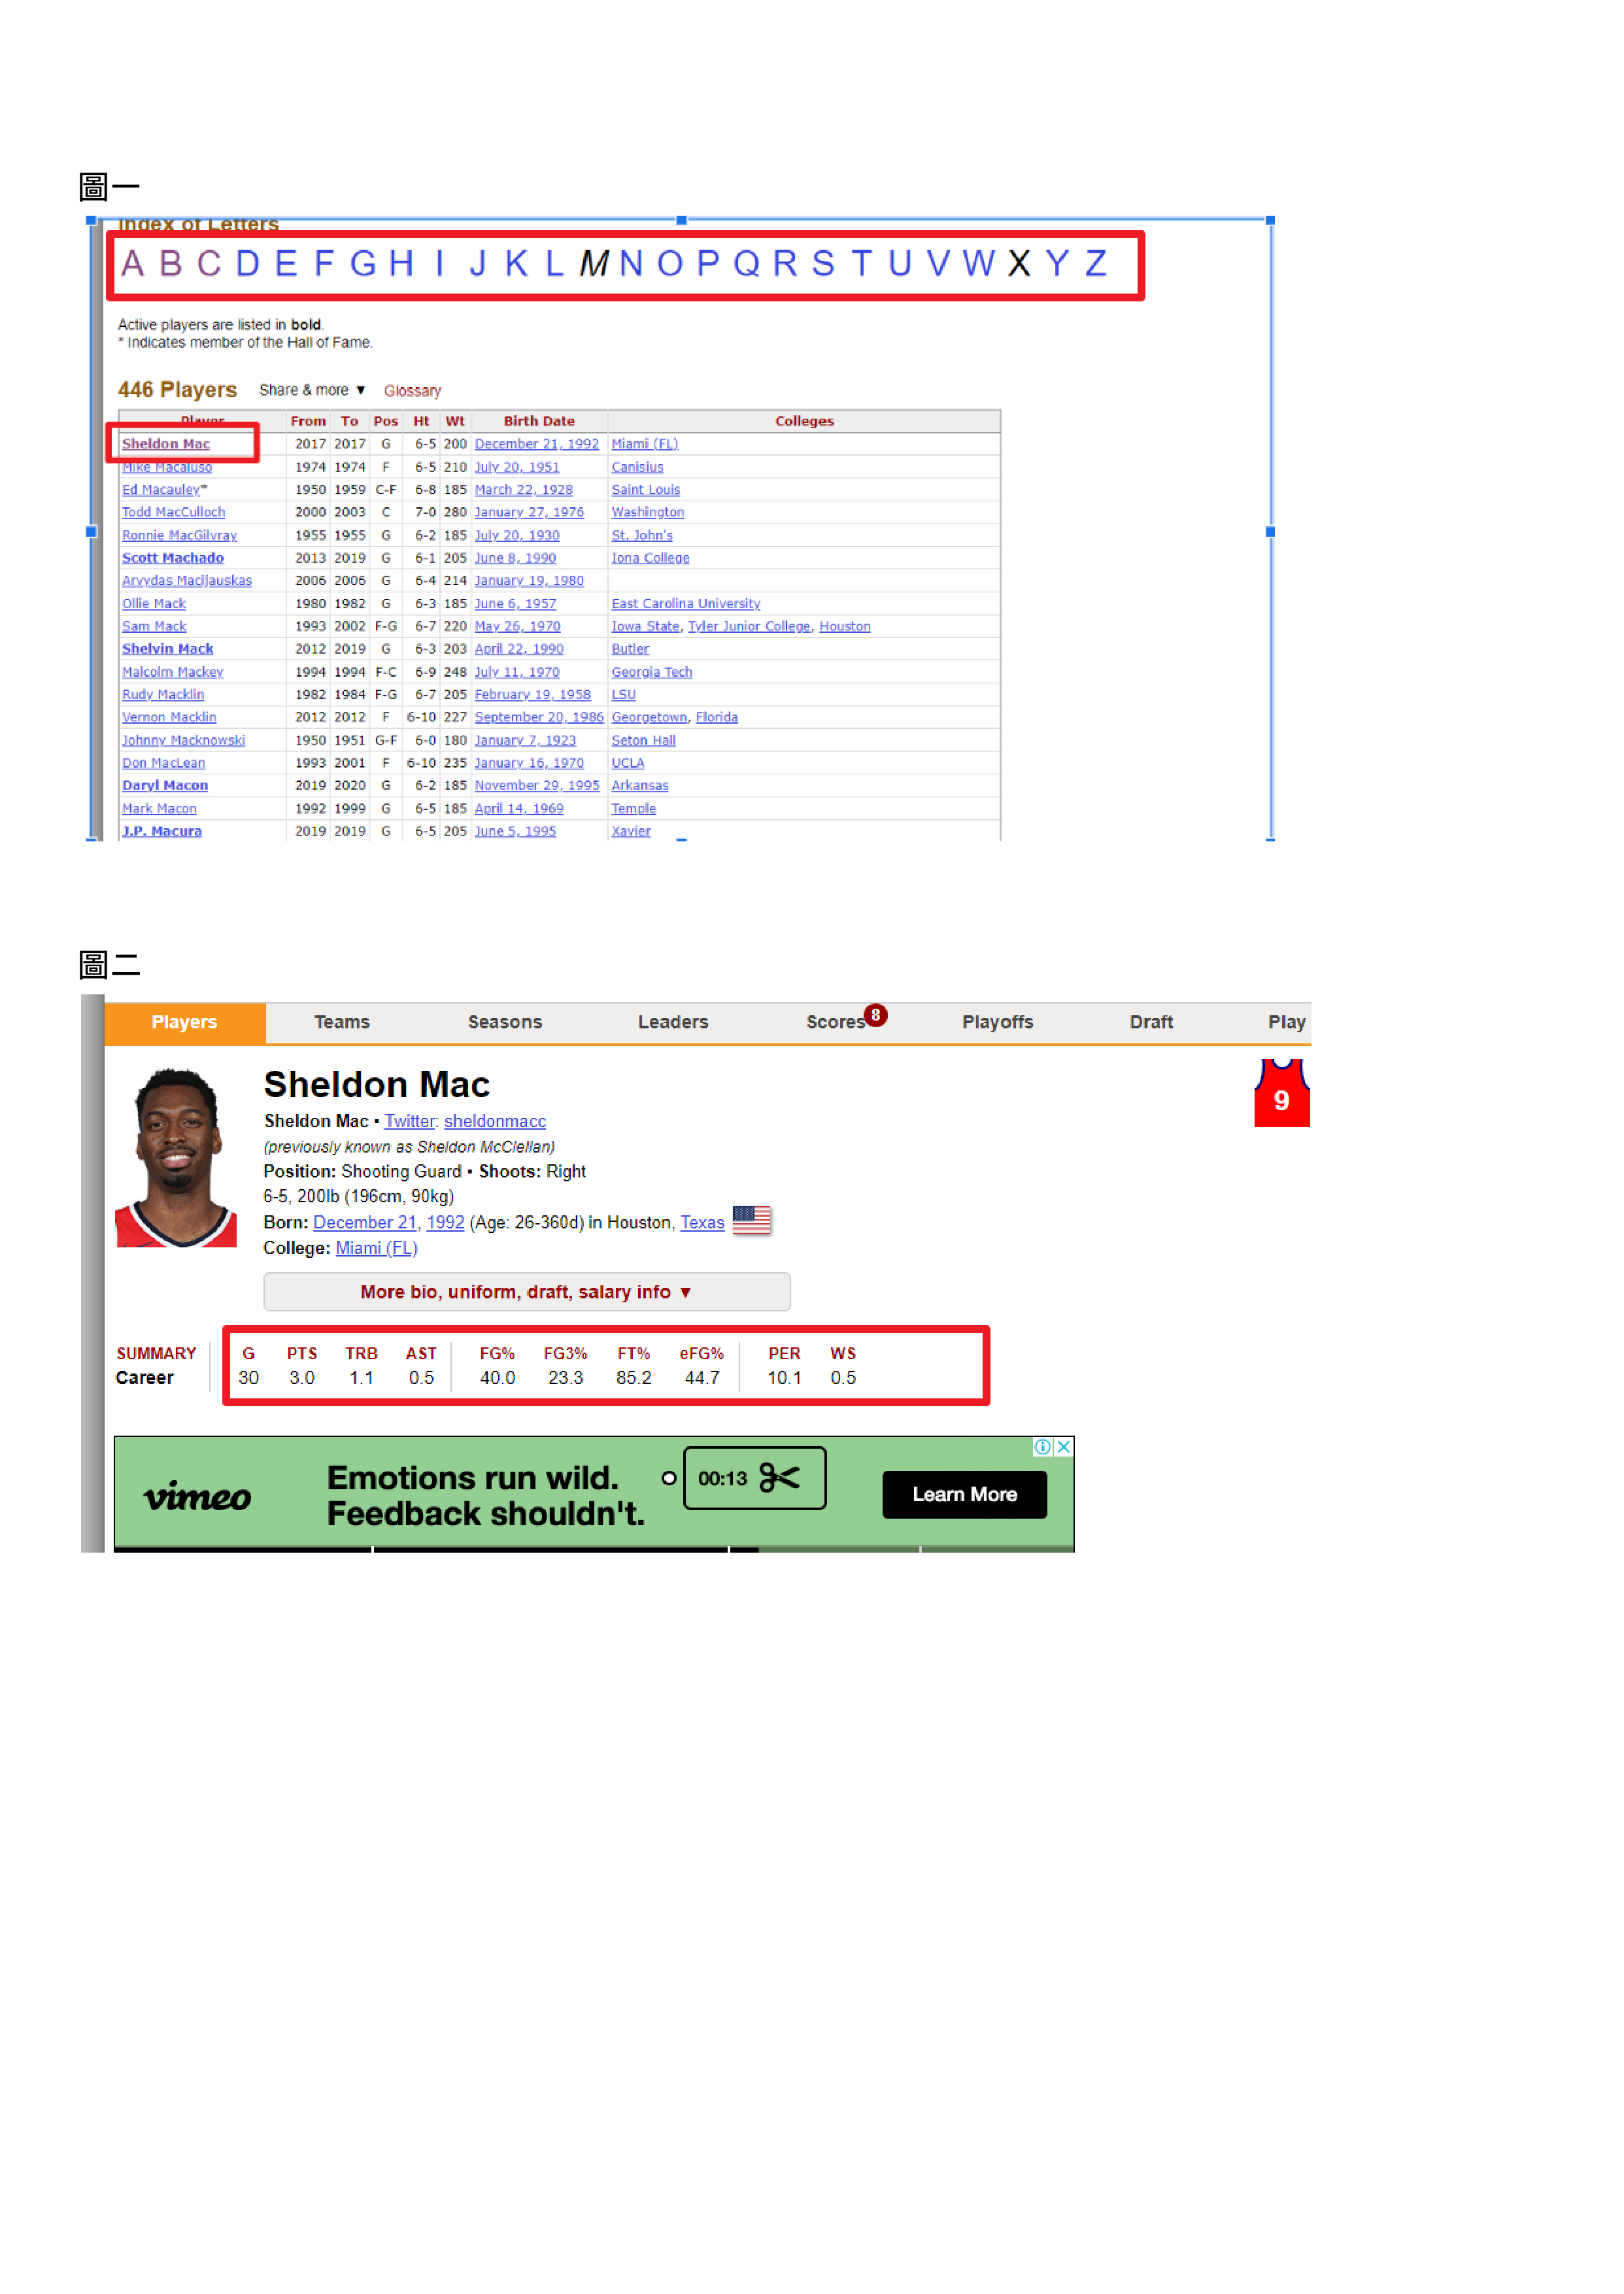 圖一
Index of Letters
A B C D E F G H I J K L M N O P Q R S T U V W X Y Z
Active players are listed in bold.
* Indicates member of the Hall of Fame.
446 Players Share & more ▼ Glossary
Player From To Pos Ht Wt Birth Date Colleges
Sheldon Mac 2017 2017 G 6-5 200 December 21, 1992 Miami (FL)
Mike Macaluso 1974 1974 F 6-5 210 July 20, 1951 Canisius
Ed Macauley* 1950 1959 C-F 6-8 185 March 22, 1928 Saint Louis
Todd MacCulloch 2000 2003 C 7-0 280 January 27, 1976 Washington
Ronnie MacGilvray 1955 1955 G 6-2 185 July 20, 1930 St. John's
Scott Machado 2013 2019 G 6-1 205 June 8, 1990 Iona College
Arvydas Macijauskas 2006 2006 G 6-4 214 January 19, 1980
Ollie Mack 1980 1982 G 6-3 185 June 6, 1957 East Carolina University
Sam Mack 1993 2002 F-G 6-7 220 May 26, 1970 Iowa State, Tyler Junior College, Houston
Shelvin Mack 2012 2019 G 6-3 203 April 22, 1990 Butler
Malcolm Mackey 1994 1994 F-C 6-9 248 July 11, 1970 Georgia Tech
Rudy Macklin 1982 1984 F-G 6-7 205 February 19, 1958 LSU
Vernon Macklin 2012 2012 F 6-10 227 September 20, 1986 Georgetown, Florida
Johnny Macknowski 1950 1951 G-F 6-0 180 January 7, 1923 Seton Hall
Don MacLean 1993 2001 F 6-10 235 January 16, 1970 UCLA
Daryl Macon 2019 2020 G 6-2 185 November 29, 1995 Arkansas
Mark Macon 1992 1999 G 6-5 185 April 14, 1969 Temple
J.P. Macura 2019 2019 G 6-5 205 June 5, 1995 Xavier
圖二
Players Teams Seasons Leaders Scores 8 Playoffs Draft Play
Sheldon Mac
9
Sheldon Mac ▪ Twitter: sheldonmacc
(previously known as Sheldon McClellan)
Position: Shooting Guard ▪ Shoots: Right
6-5, 200lb (196cm, 90kg)
Born: December 21, 1992 (Age: 26-360d) in Houston, Texas
College: Miami (FL)
More bio, uniform, draft, salary info ▼
SUMMARY G PTS TRB AST FG% FG3% FT% eFG% PER WS
Career 30 3.0 1.1 0.5 40.0 23.3 85.2 44.7 10.1 0.5
vimeo
Emotions run wild.
Feedback shouldn't.
00:13
Learn More